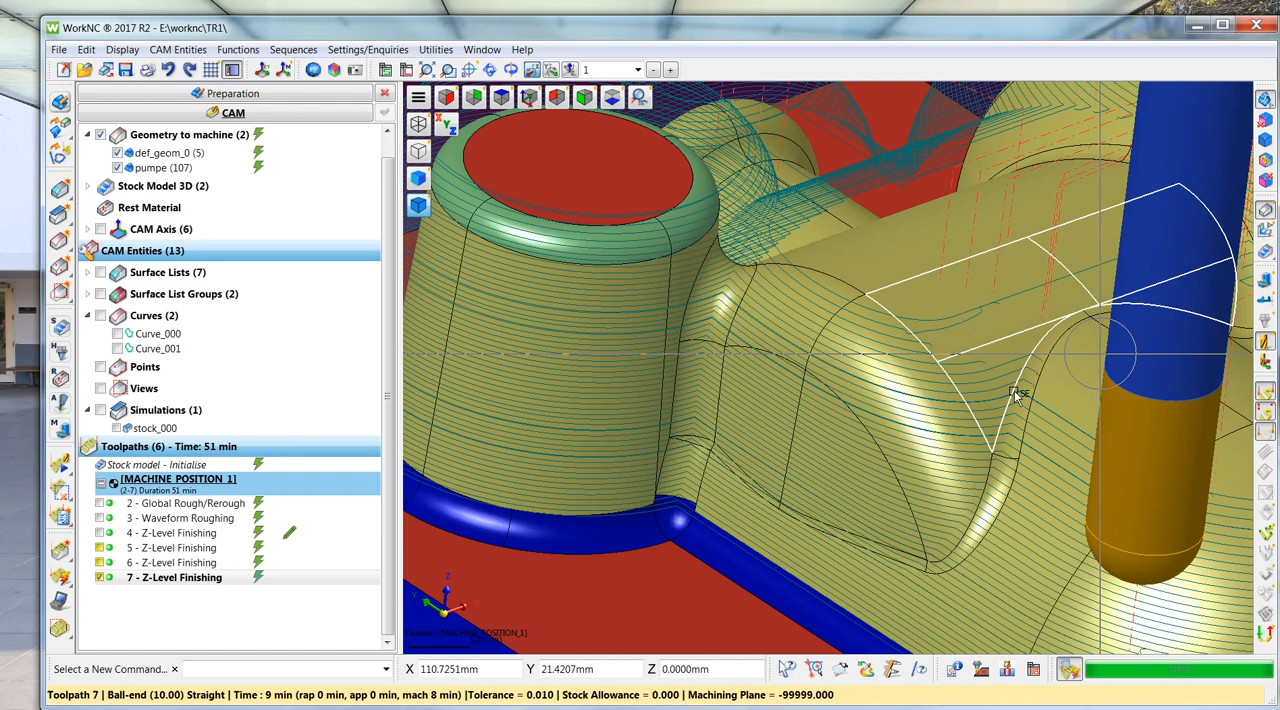 WorkNC ® 2017 R2 - E:\worknc\TR1\
File Edit Display CAM Entities Functions Sequences Settings/Enquiries Utilities Window Help
1
Preparation
CAM
Geometry to machine (2)
def_geom_0 (5)
pumpe (107)
Stock Model 3D (2)
Rest Material
CAM Axis (6)
CAM Entities (13)
Surface Lists (7)
Surface List Groups (2)
Curves (2)
Curve_000
Curve_001
Points
Views
Simulations (1)
stock_000
Toolpaths (6) - Time: 51 min
Stock model - Initialise
[MACHINE_POSITION_1]
(2-7) Duration 51 min
2 - Global Rough/Rerough
3 - Waveform Roughing
4 - Z-Level Finishing
5 - Z-Level Finishing
6 - Z-Level Finishing
7 - Z-Level Finishing
Select a New Command...
X 110.7251mm Y 21.4207mm Z 0.0000mm
Toolpath 7 | Ball-end (10.00) Straight | Time : 9 min (rap 0 min, app 0 min, mach 8 min) |Tolerance = 0.010 | Stock Allowance = 0.000 | Machining Plane = -99999.000